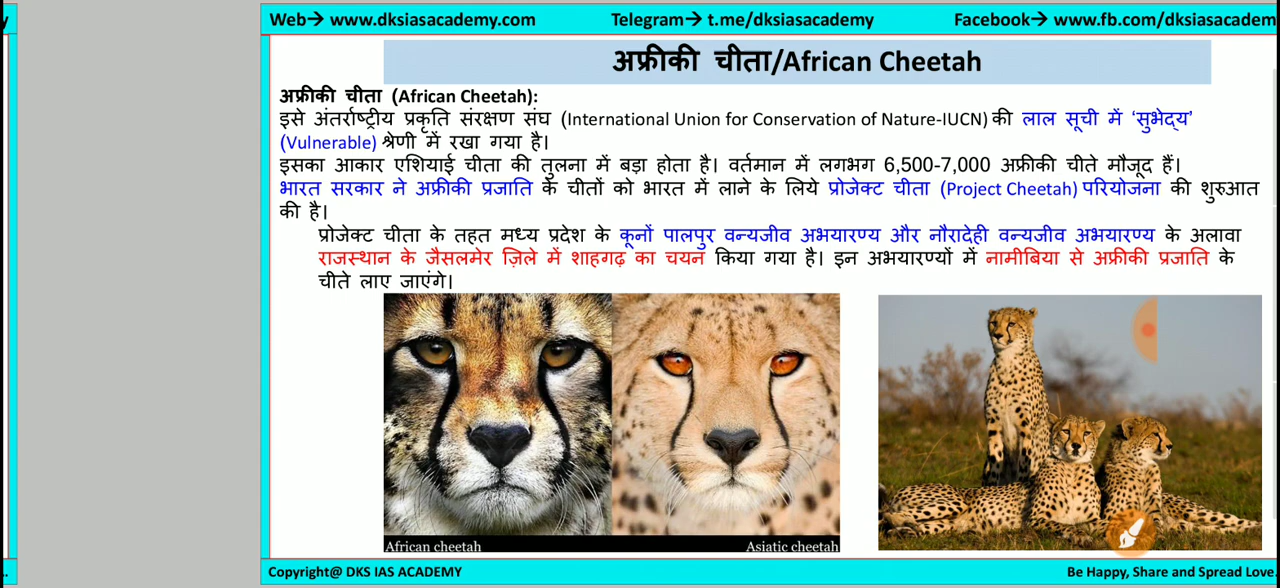 Web→ www.dksiasacademy.com Telegram→ t.me/dksiasacademy Facebook→ www.fb.com/dksiasacadem
अफ्रीकी चीता/African Cheetah
अफ्रीकी चीता (African Cheetah):
इसे अंतर्राष्ट्रीय प्रकृति संरक्षण संघ (International Union for Conservation of Nature-IUCN) की लाल सूची में ‘सुभेद्य’
(Vulnerable) श्रेणी में रखा गया है।
इसका आकार एशियाई चीता की तुलना में बड़ा होता है। वर्तमान में लगभग 6,500-7,000 अफ्रीकी चीते मौजूद हैं।
भारत सरकार ने अफ्रीकी प्रजाति के चीतों को भारत में लाने के लिये प्रोजेक्ट चीता (Project Cheetah) परियोजना की शुरुआत
की है।
प्रोजेक्ट चीता के तहत मध्य प्रदेश के कूनों पालपुर वन्यजीव अभयारण्य और नौरादेही वन्यजीव अभयारण्य के अलावा
राजस्थान के जैसलमेर ज़िले में शाहगढ़ का चयन किया गया है। इन अभयारण्यों में नामीबिया से अफ्रीकी प्रजाति के
चीते लाए जाएंगे।
African cheetah Asiatic cheetah
Copyright@ DKS IAS ACADEMY Be Happy, Share and Spread Love